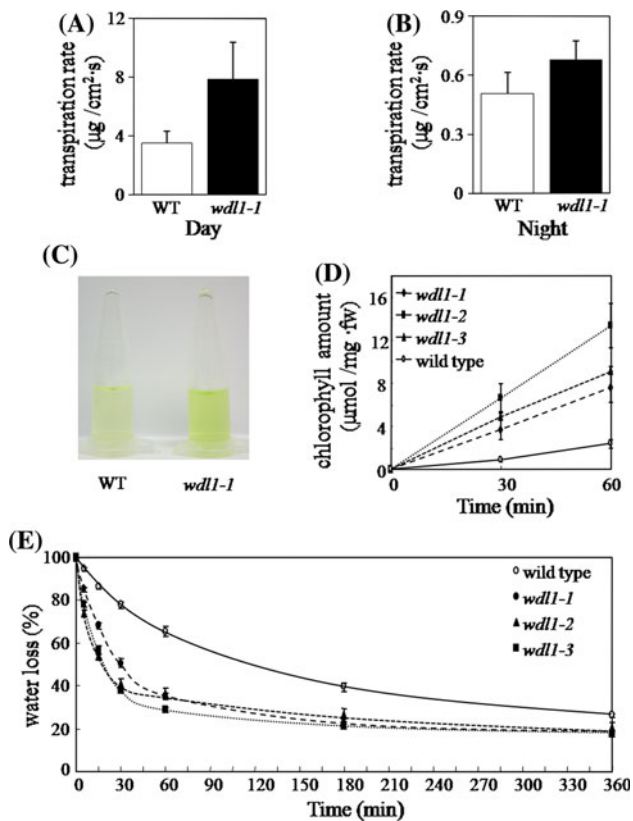 (A)
transpiration rate
(μg /cm²·s)
12
8
4
0
WT
wdl1-1
Day
(B)
transpiration rate
(μg /cm²·s)
0.9
0.6
0.3
0
WT
wdl1-1
Night
(C)
WT
wdl1-1
(D)
chlorophyll amount
(μmol /mg ·fw)
16
12
8
4
0
wdl1-1
wdl1-2
wdl1-3
wild type
0
30
60
Time (min)
(E)
water loss (%)
100
80
60
40
20
0
wild type
wdl1-1
wdl1-2
wdl1-3
0 30 60 90 120 150 180 210 240 270 300 330 360
Time (min)